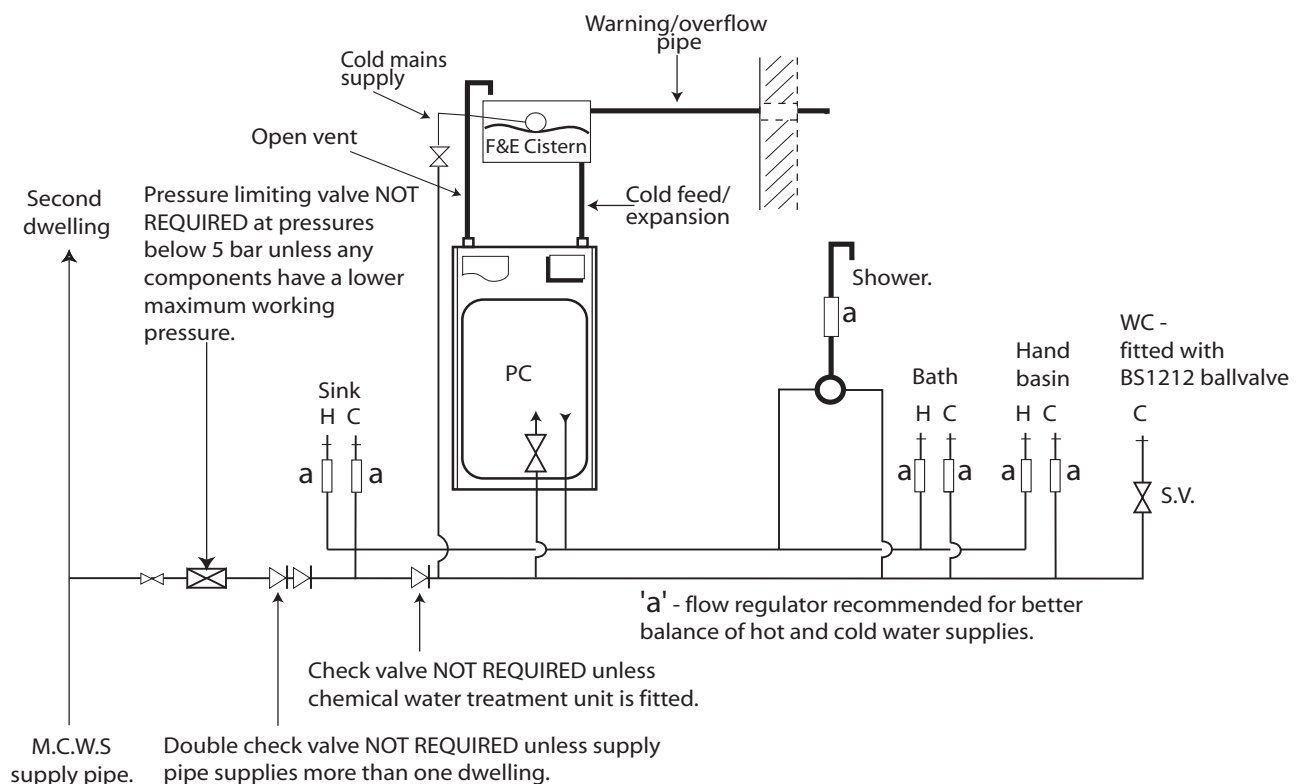 Warning/overflow
pipe
Cold mains
supply
Open vent
F&E Cistern
Cold feed/
expansion
Second
dwelling
Pressure limiting valve NOT
REQUIRED at pressures
below 5 bar unless any
components have a lower
maximum working
pressure.
Shower.
a
WC -
fitted with
BS1212 ballvalve
Hand
basin
Bath
PC
Sink
H C
H C
H C
C
a a
a a
a a
S.V.
'a' - flow regulator recommended for better
balance of hot and cold water supplies.
Check valve NOT REQUIRED unless
chemical water treatment unit is fitted.
M.C.W.S
supply pipe.
Double check valve NOT REQUIRED unless supply
pipe supplies more than one dwelling.